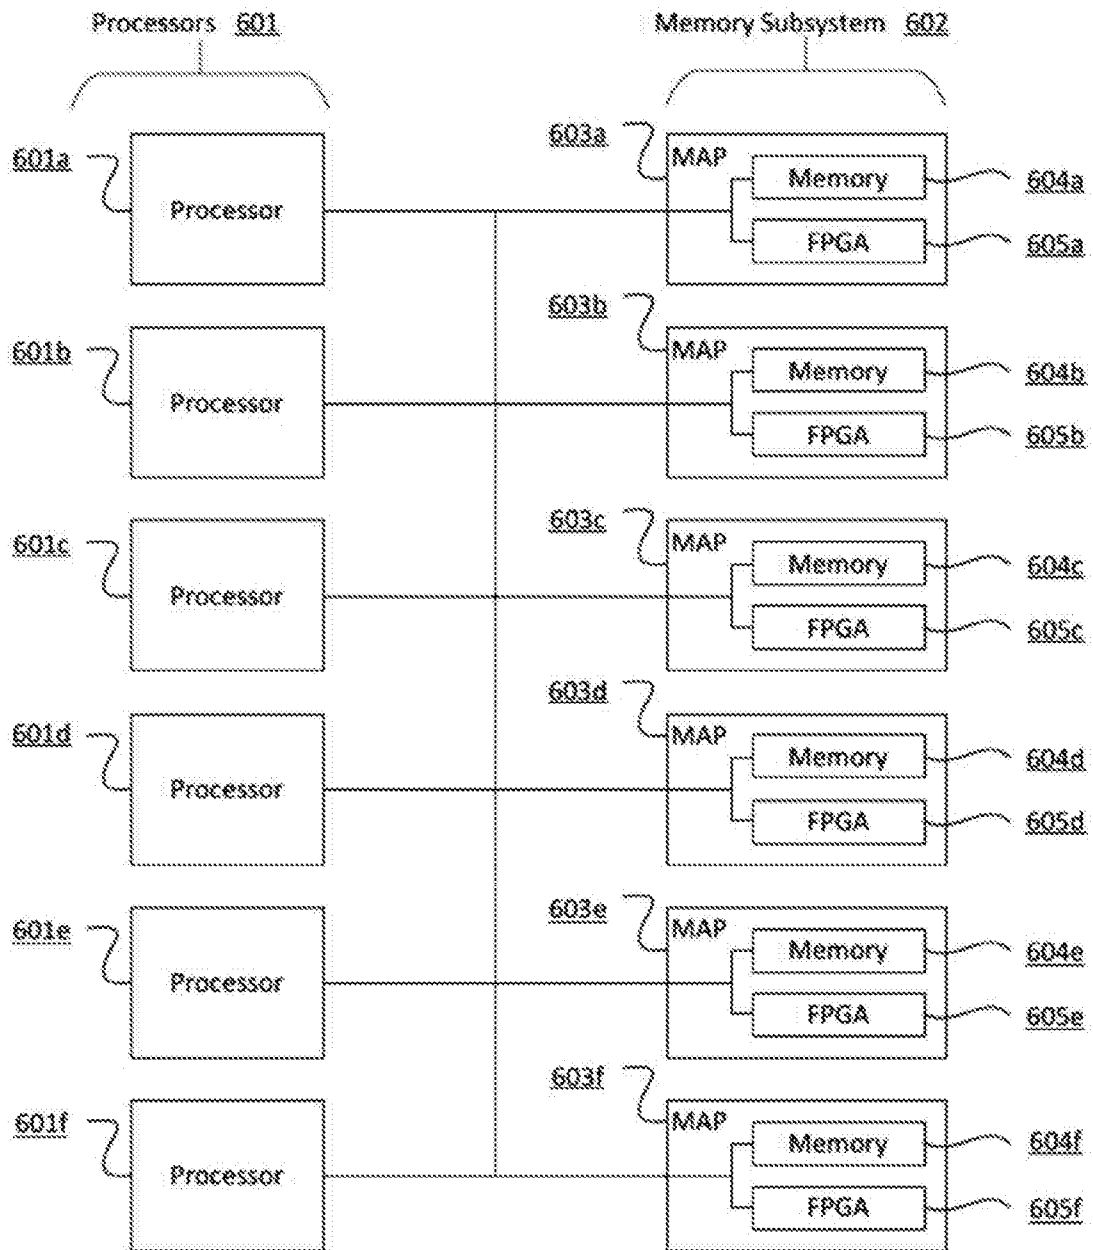 Processors 601
Memory Subsystem 602
601a
Processor
603a
MAP
Memory
604a
FPGA
605a
601b
Processor
603b
MAP
Memory
604b
FPGA
605b
601c
Processor
603c
MAP
Memory
604c
FPGA
605c
601d
Processor
603d
MAP
Memory
604d
FPGA
605d
601e
Processor
603e
MAP
Memory
604e
FPGA
605e
601f
Processor
603f
MAP
Memory
604f
FPGA
605f